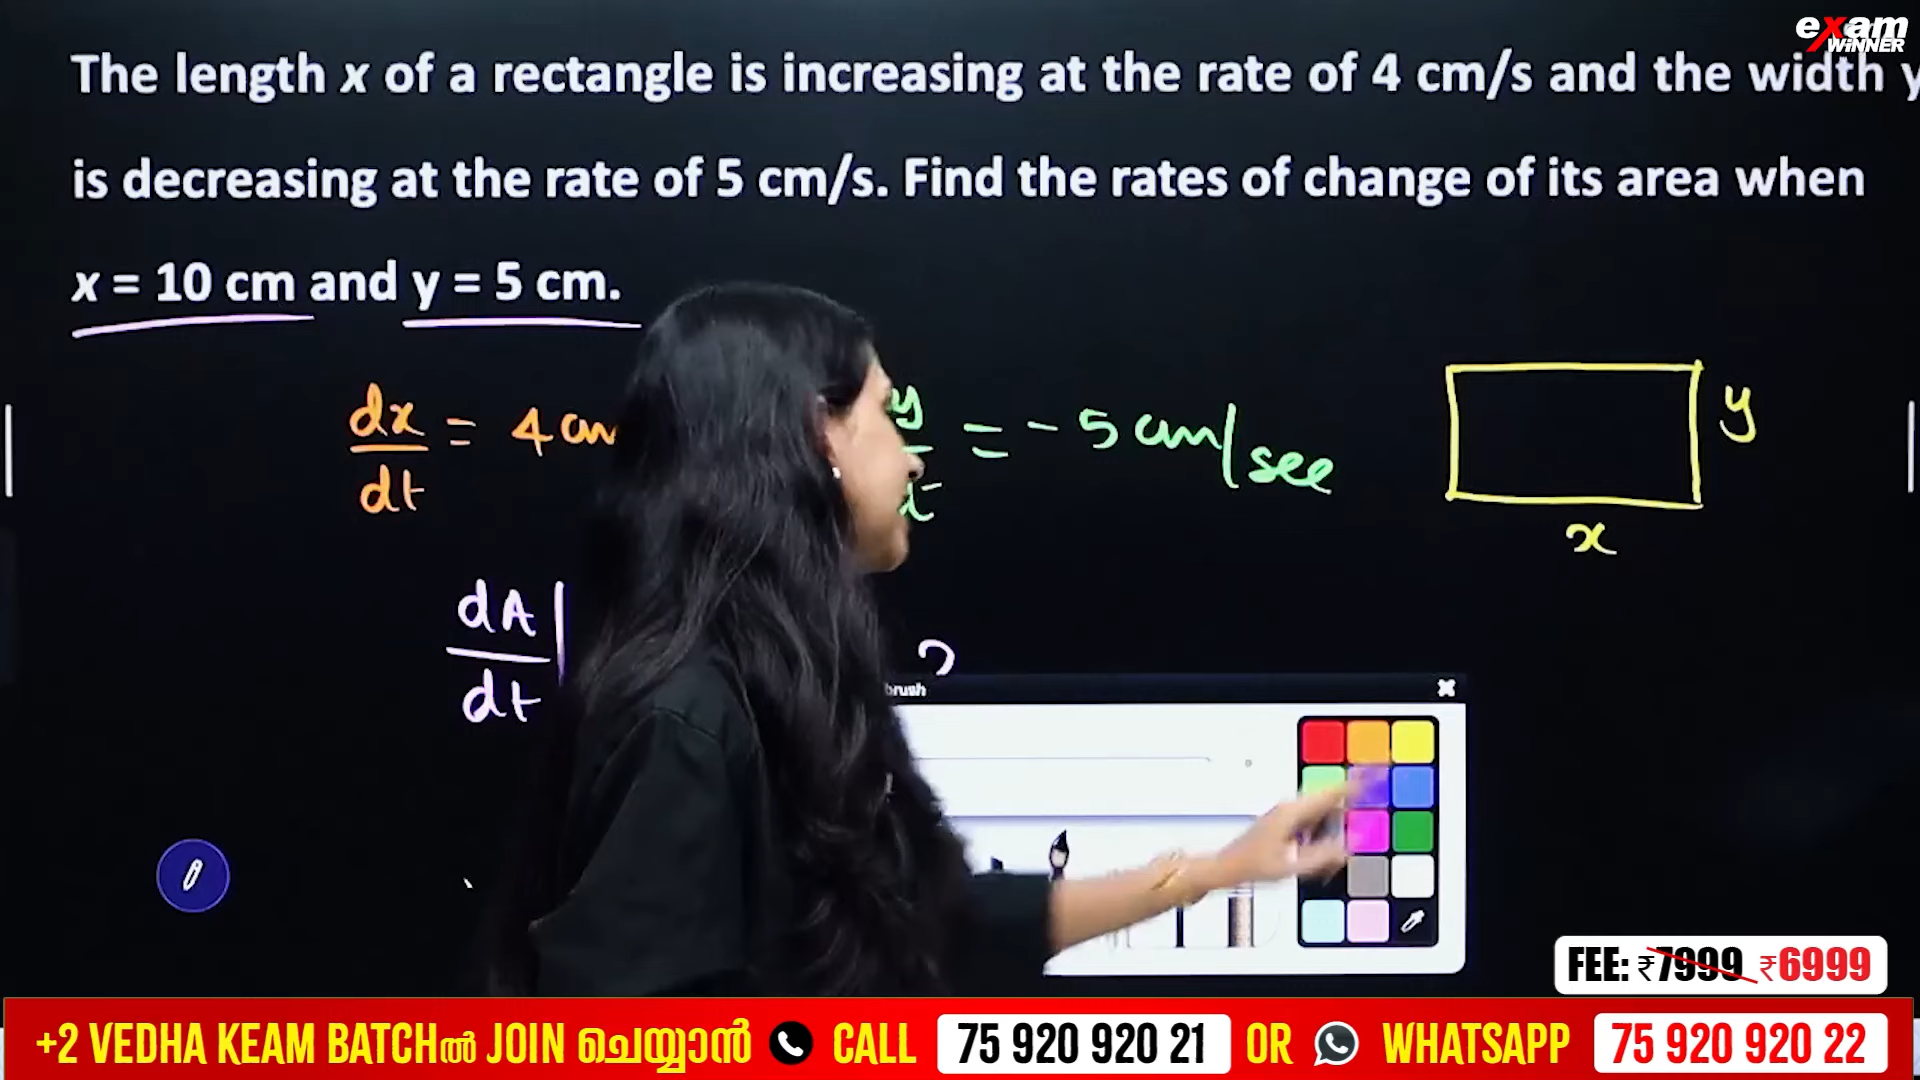 exam
WINNER
The length x of a rectangle is increasing at the rate of 4 cm/s and the width y
is decreasing at the rate of 5 cm/s. Find the rates of change of its area when
x = 10 cm and y = 5 cm.
dx/dt = 4 cm
y = -5 cm/sec
y
x
dA/dt |
?
brush
FEE: ₹7999 ₹6999
+2 VEDHA KEAM BATCHൽ JOIN ചെയ്യാൻ CALL 75 920 920 21 OR WHATSAPP 75 920 920 22